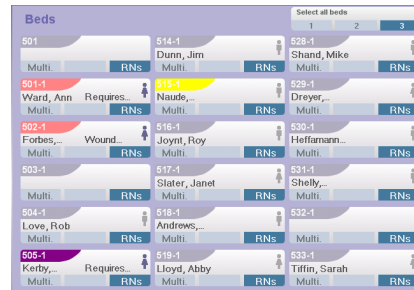 Beds
Select all beds
1 2 3
501
Multi. RNs
514-1
Dunn, Jim
Multi. RNs
528-1
Shand, Mike
Multi. RNs
501-1
Ward, Ann Requires...
Multi. RNs
515-1
Naude,...
Multi. RNs
529-1
Dreyer,...
Multi. RNs
502-1
Forbes,... Wound...
Multi. RNs
516-1
Joynt, Roy
Multi. RNs
530-1
Heffamann...
Multi. RNs
503-1
Multi. RNs
517-1
Slater, Janet
Multi. RNs
531-1
Shelly,...
Multi. RNs
504-1
Love, Rob
Multi. RNs
518-1
Andrews,...
Multi. RNs
532-1
Multi. RNs
505-1
Kerby,... Requires...
Multi. RNs
519-1
Lloyd, Abby
Multi. RNs
533-1
Tiffin, Sarah
Multi. RNs